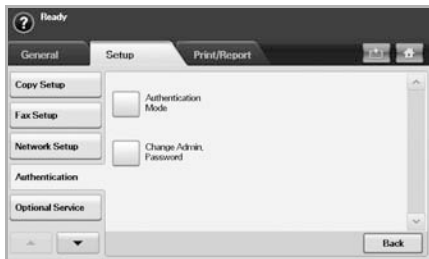 Ready
General
Setup
Print/Report
Copy Setup
Fax Setup
Network Setup
Authentication
Optional Service
Authentication
Mode
Change Admin.
Password
Back